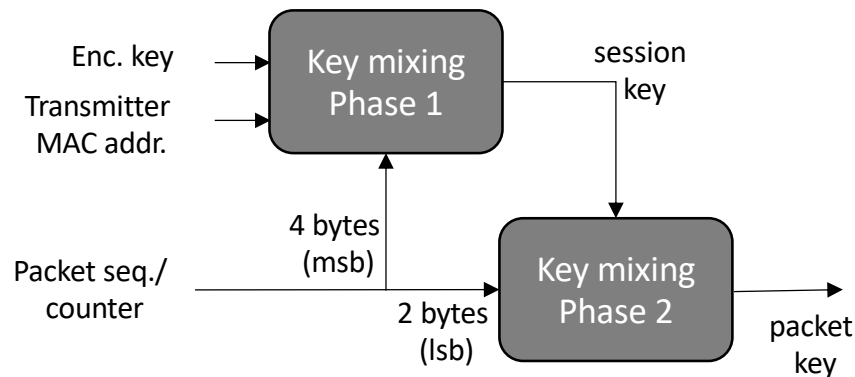 Enc. key
Transmitter
MAC addr.
Key mixing
Phase 1
session
key
4 bytes
(msb)
Packet seq./
counter
2 bytes
(lsb)
Key mixing
Phase 2
packet
key